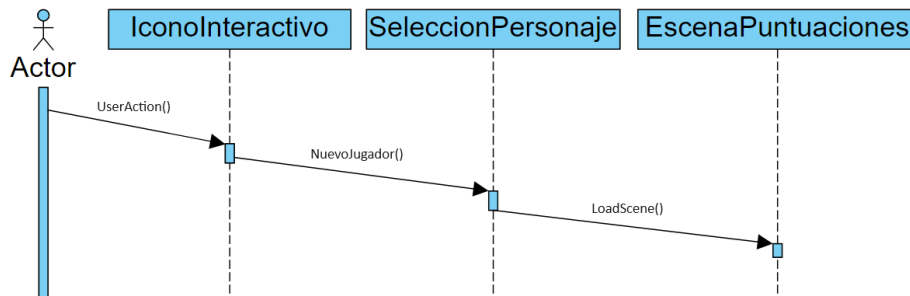 Actor
IconoInteractivo
SeleccionPersonaje
EscenaPuntuaciones
UserAction()
NuevoJugador()
LoadScene()